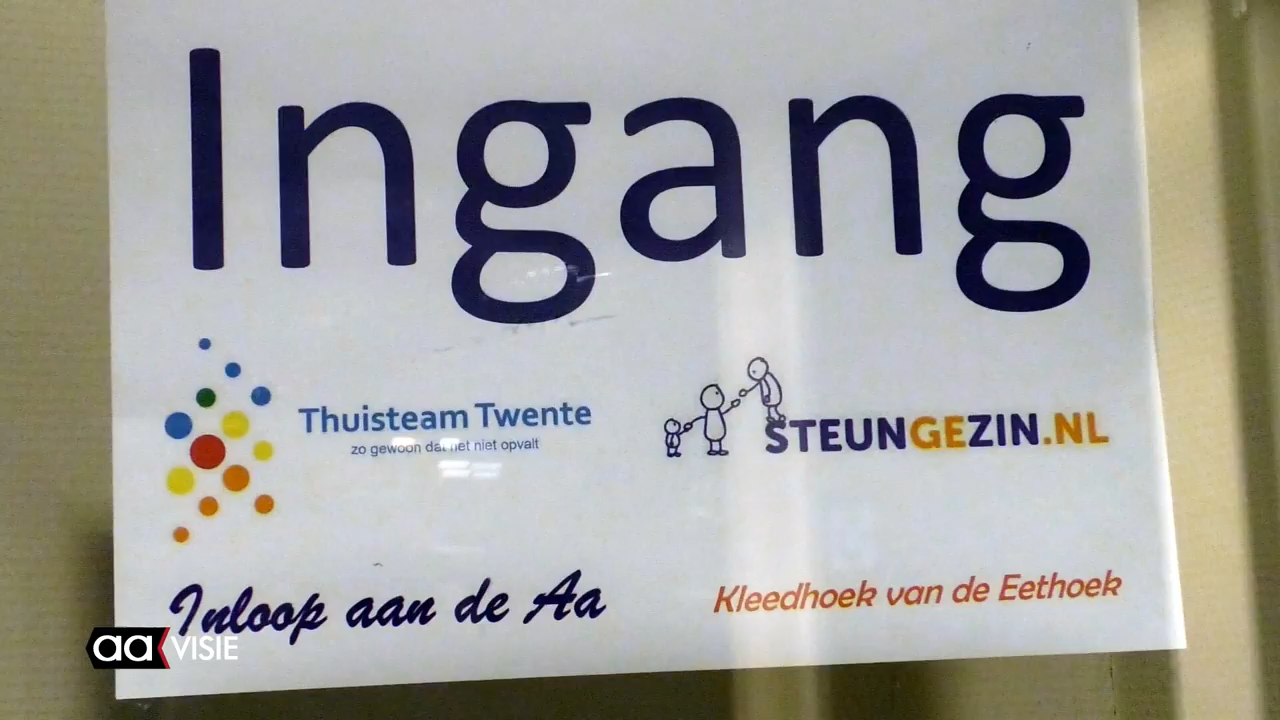 Ingang
Thuisteam Twente
zo gewoon dat het niet opvalt
STEUNGEZIN.NL
Inloop aan de Aa
Kleedhoek van de Eethoek
aa VISIE